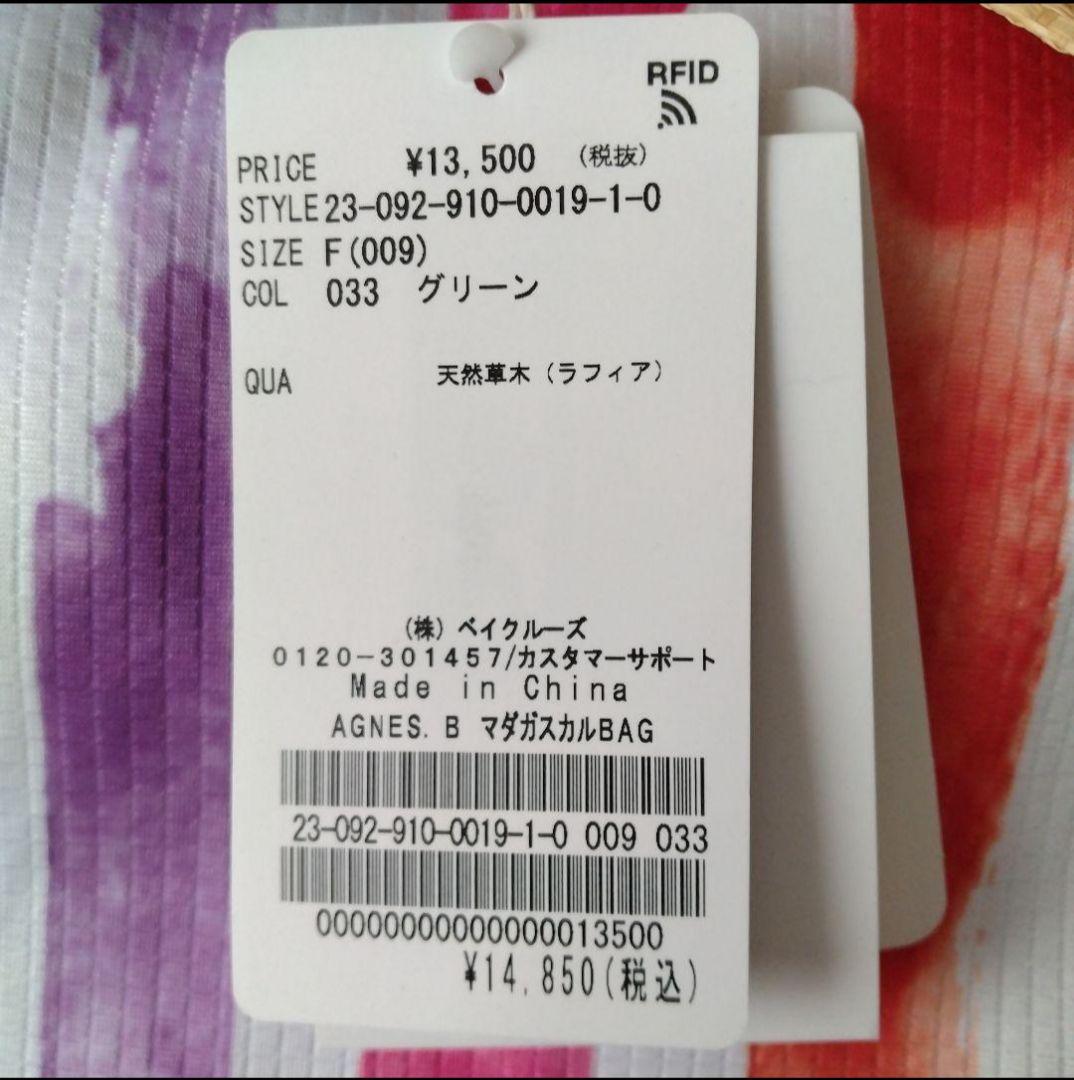 RFID
PRICE ¥13,500 (税抜)
STYLE 23-092-910-0019-1-0
SIZE F(009)
COL 033 グリーン
QUA 天然草木(ラフィア)
(株)ベイクルーズ
0120-301457/カスタマーサポート
Made in China
AGNES. B マダガスカルBAG
23-092-910-0019-1-0 009 033
00000000000000013500
¥14,850(税込)